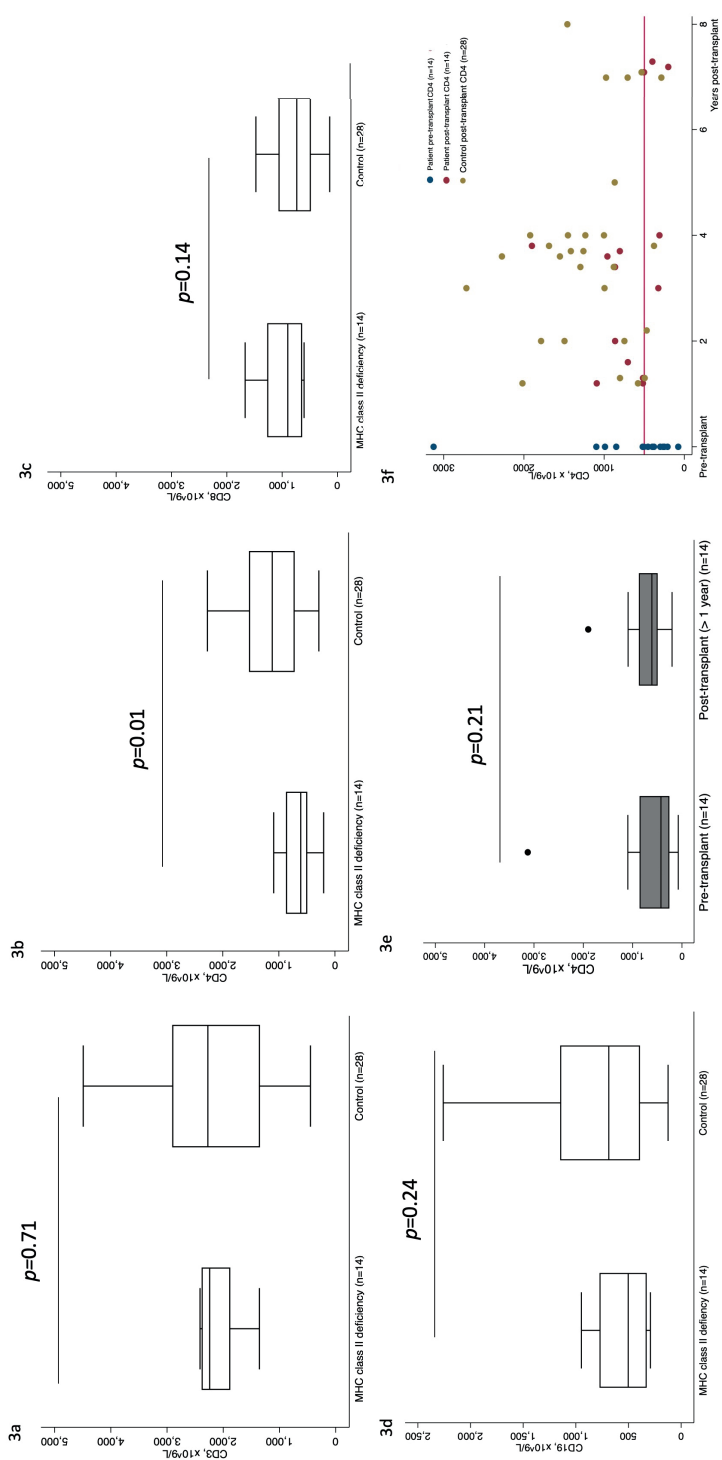 3a
p=0.71
5,000
4,000
3,000
2,000
1,000
0
CD3, x10^9/L
MHC class II deficiency (n=14)
Control (n=28)
3b
p=0.01
5,000
4,000
3,000
2,000
1,000
0
CD4, x10^9/L
MHC class II deficiency (n=14)
Control (n=28)
3c
p=0.14
5,000
4,000
3,000
2,000
1,000
0
CD8, x10^9/L
MHC class II deficiency (n=14)
Control (n=28)
3d
p=0.24
2,500
2,000
1,500
1,000
500
0
CD19, x10^9/L
MHC class II defiency (n=14)
Control (n=28)
3e
p=0.21
5,000
4,000
3,000
2,000
1,000
0
CD4, x10^9/L
Pre-transplant (n=14)
Post-transplant (> 1 year) (n=14)
3f
Patient pre-transplant CD4 (n=14)
Patient post-transplant CD4 (n=14)
Control post-transplant CD4 (n=28)
3000
2000
1000
0
CD4, x 10^9/L
Pre-transplant
2
4
6
8
Years post-transplant